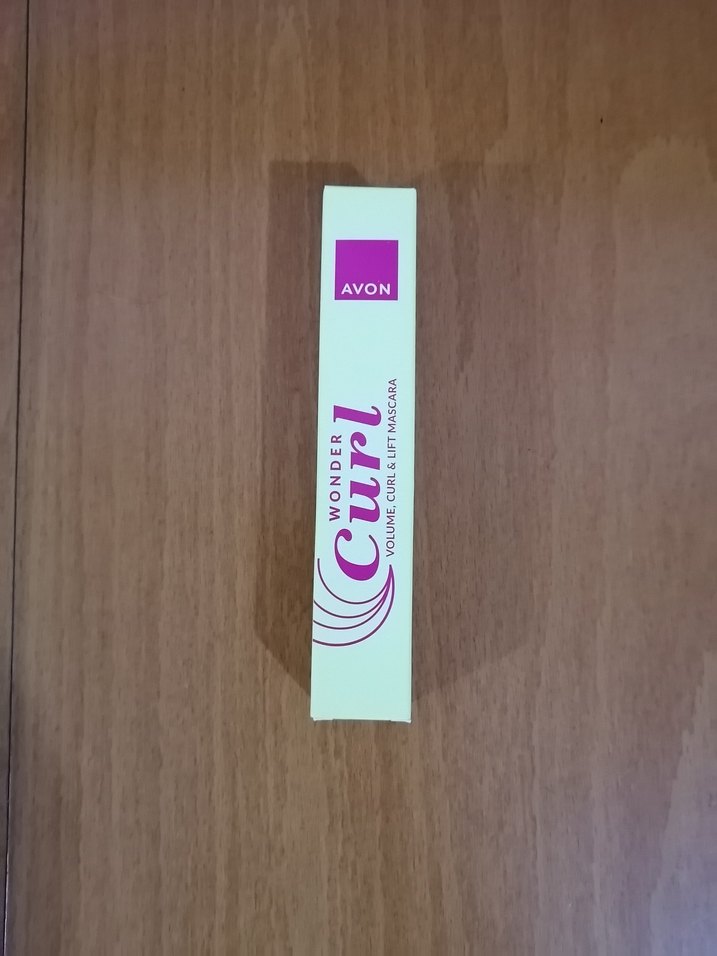 AVON
WONDER
Curl
VOLUME, CURL & LIFT MASCARA